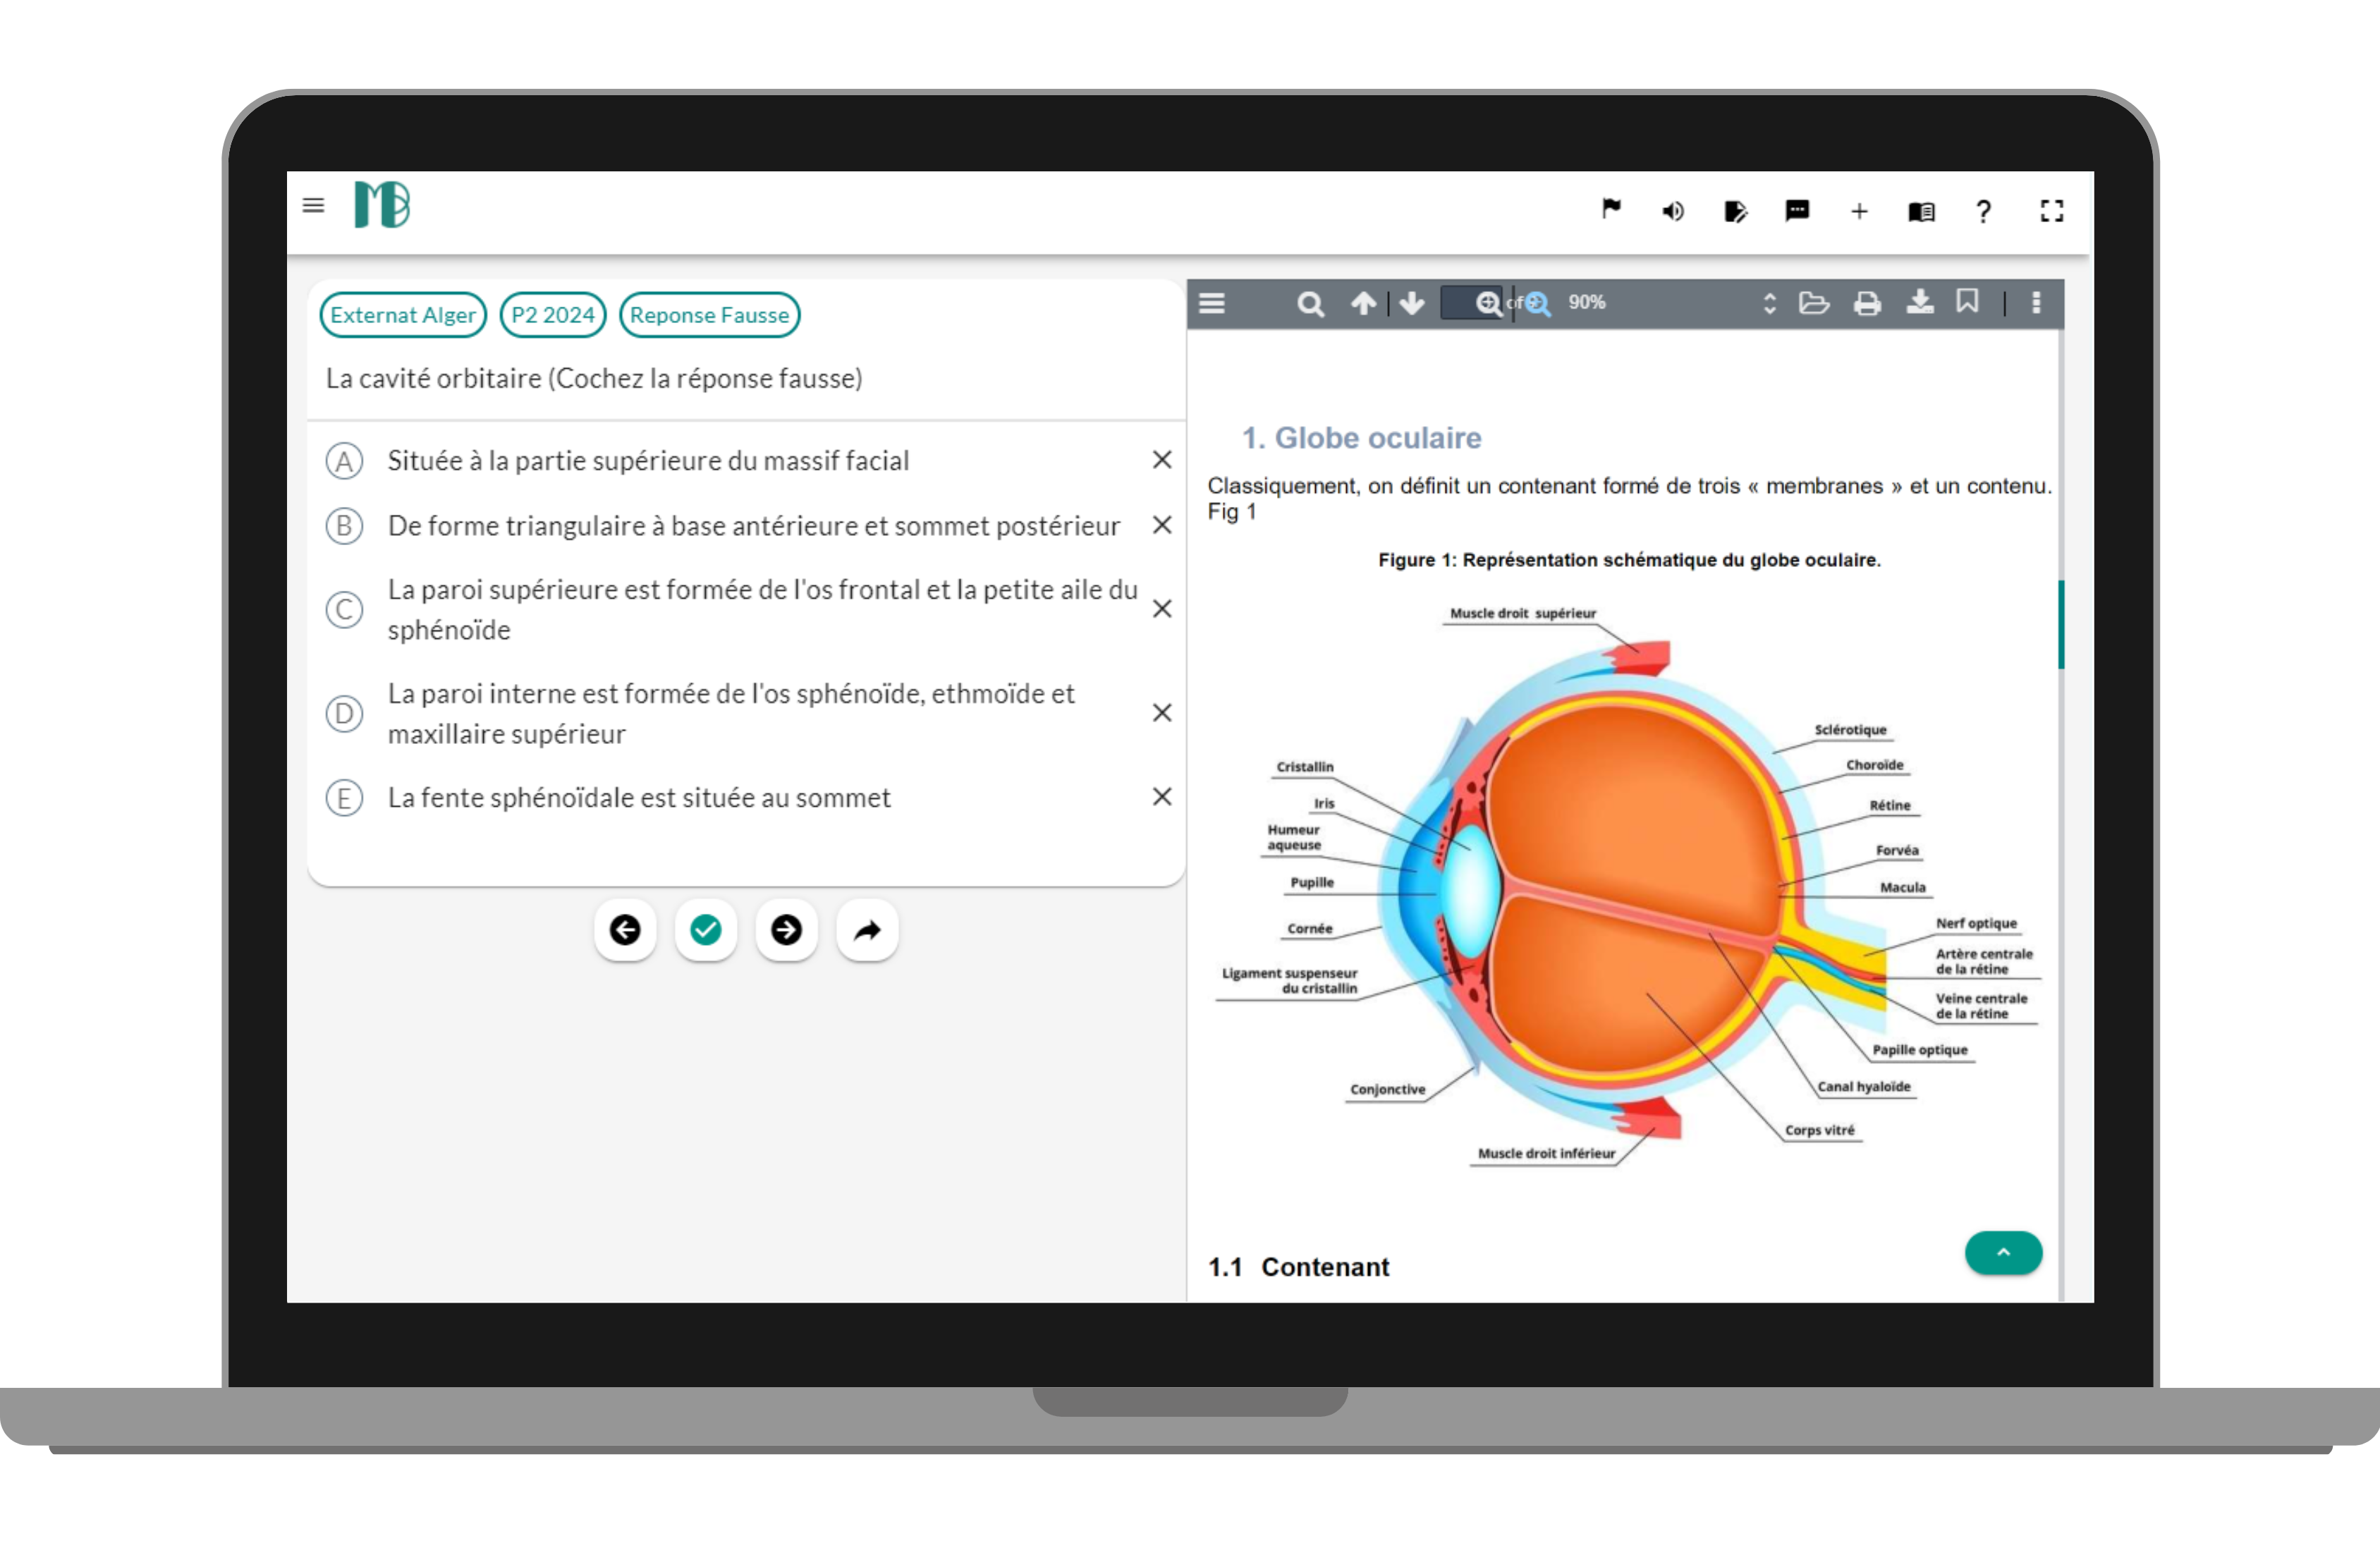 MB
Externat Alger
P2 2024
Reponse Fausse
La cavité orbitaire (Cochez la réponse fausse)
A Située à la partie supérieure du massif facial
B De forme triangulaire à base antérieure et sommet postérieur
C La paroi supérieure est formée de l'os frontal et la petite aile du
sphénoïde
D La paroi interne est formée de l'os sphénoïde, ethmoïde et
maxillaire supérieur
E La fente sphénoïdale est située au sommet
of
90%
1. Globe oculaire
Classiquement, on définit un contenant formé de trois « membranes » et un contenu.
Fig 1
Figure 1: Représentation schématique du globe oculaire.
Muscle droit supérieur
Cristallin
Iris
Humeur
aqueuse
Pupille
Cornée
Ligament suspenseur
du cristallin
Conjonctive
Muscle droit inférieur
Sclérotique
Choroïde
Rétine
Forvéa
Macula
Nerf optique
Artère centrale
de la rétine
Veine centrale
de la rétine
Papille optique
Canal hyaloïde
Corps vitré
1.1 Contenant